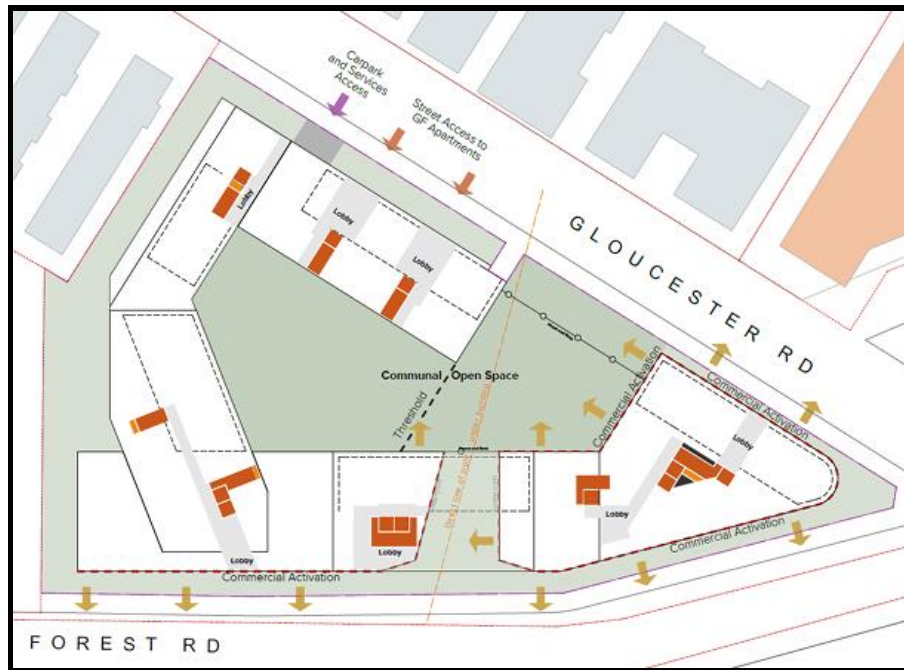 Carpark
and Services
Access
Street Access to
GF Apartments
GLOUCESTER RD
Lobby
Lobby
Lobby
Communal Open Space
Threshold
Commercial Activation
Commercial Activation
Lobby
Lobby
Commercial Activation
Lobby
Lobby
Commercial Activation
FOREST RD